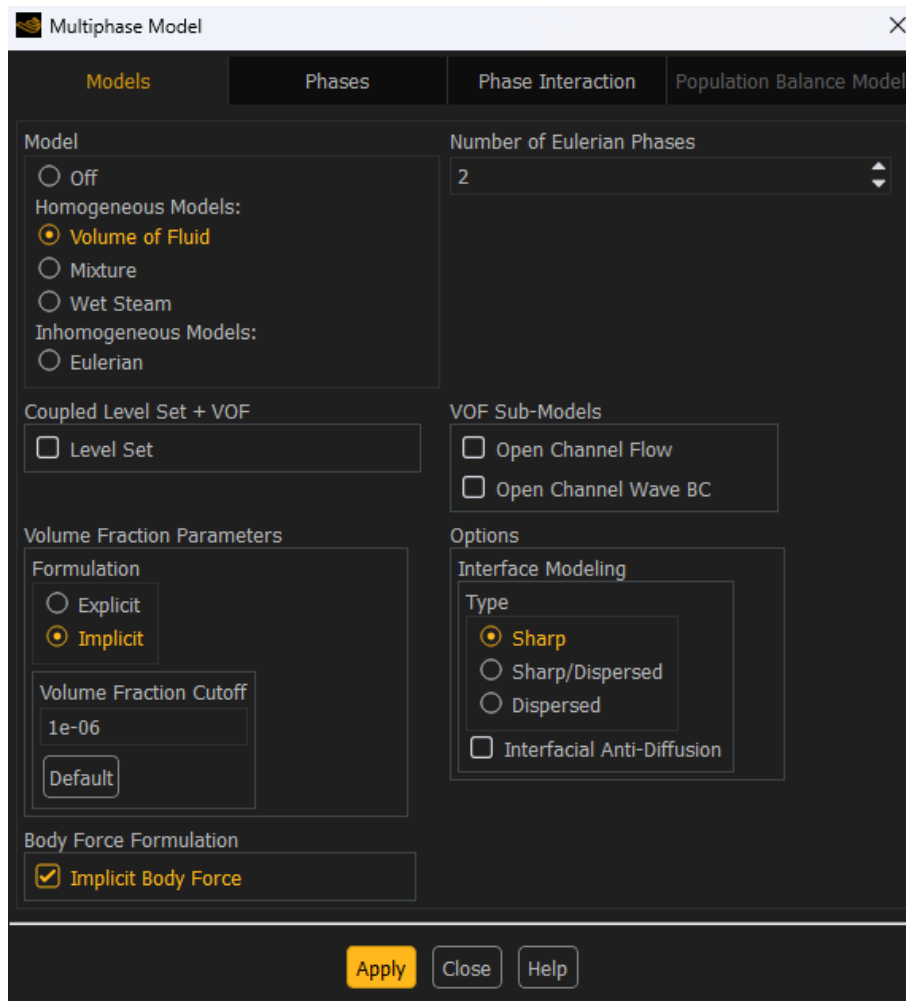 Multiphase Model
Models
Phases
Phase Interaction
Population Balance Model
Model
Off
Homogeneous Models:
Volume of Fluid
Mixture
Wet Steam
Inhomogeneous Models:
Eulerian
Number of Eulerian Phases
2
Coupled Level Set + VOF
Level Set
VOF Sub-Models
Open Channel Flow
Open Channel Wave BC
Volume Fraction Parameters
Formulation
Explicit
Implicit
Volume Fraction Cutoff
1e-06
Default
Options
Interface Modeling
Type
Sharp
Sharp/Dispersed
Dispersed
Interfacial Anti-Diffusion
Body Force Formulation
Implicit Body Force
Apply
Close
Help